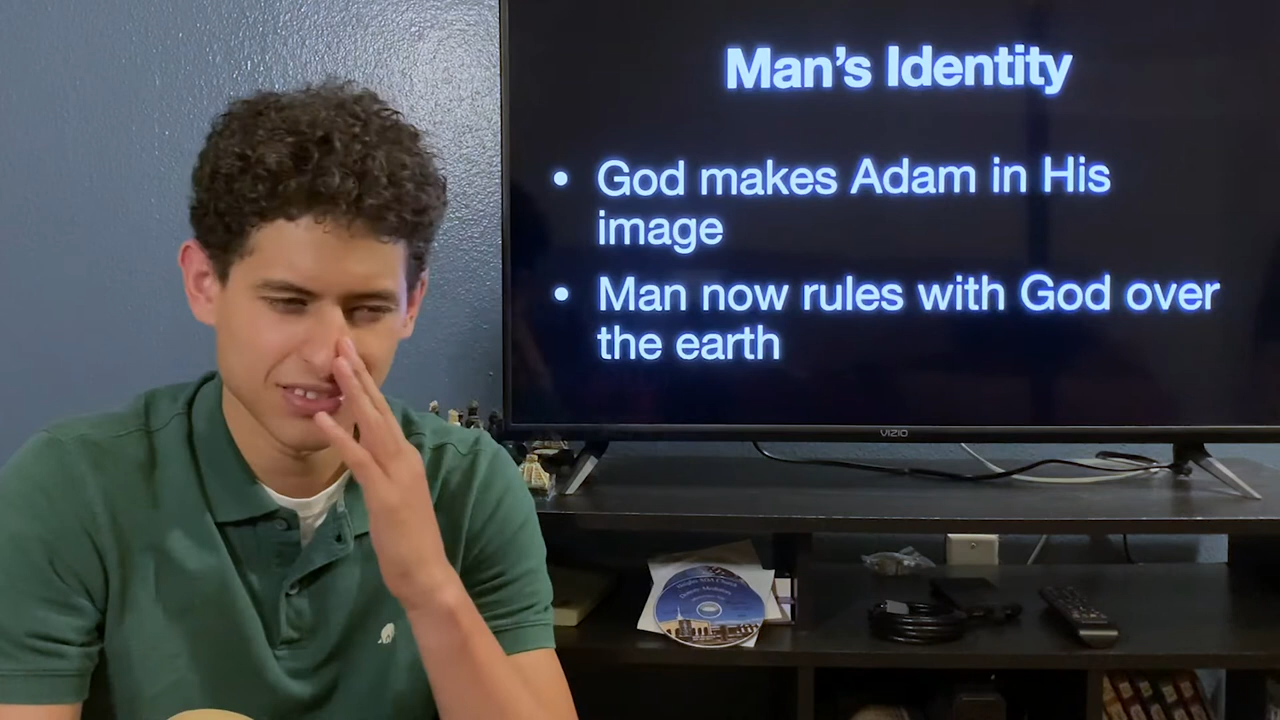 Man's Identity
• God makes Adam in His
image
• Man now rules with God over
the earth
VIZIO